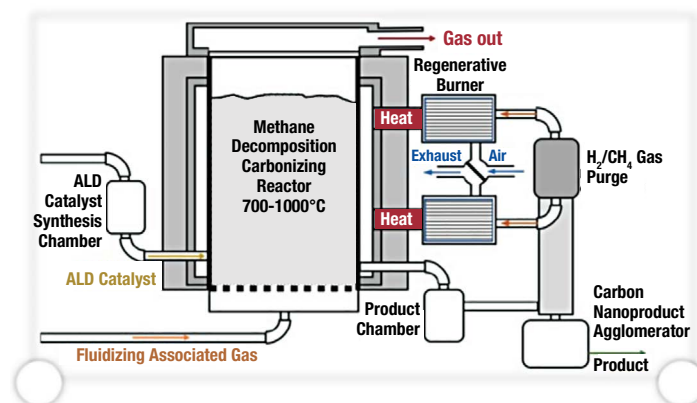 Gas out
Regenerative
Burner
Methane
Decomposition
Carbonizing
Reactor
700-1000°C
Heat
Exhaust
Air
H₂/CH₄ Gas
Purge
ALD
Catalyst
Synthesis
Chamber
Heat
ALD Catalyst
Product
Chamber
Carbon
Nanoproduct
Agglomerator
Fluidizing Associated Gas
Product